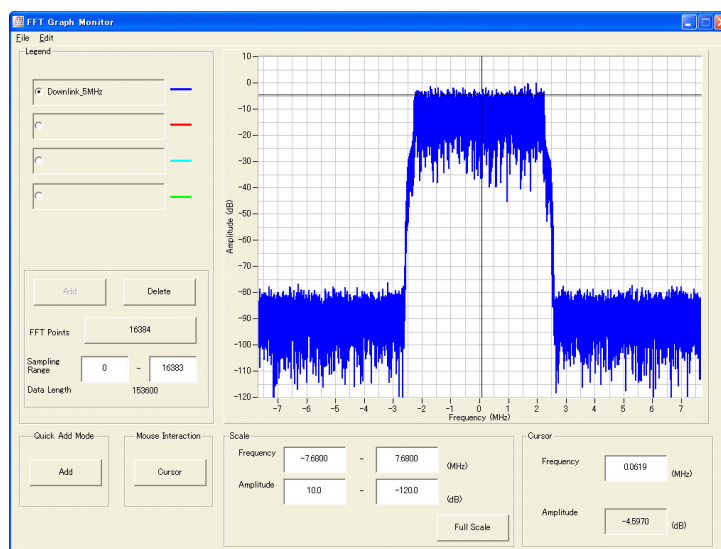 FFT Graph Monitor
File Edit
Legend
Downlink_5MHz
Add Delete
FFT Points 16384
Sampling Range 0 - 16383
Data Length 153600
Quick Add Mode
Add
Mouse Interaction
Cursor
10
0
-10
-20
-30
-40
-50
-60
-70
-80
-90
-100
-110
-120
Amplitude (dB)
-7 -6 -5 -4 -3 -2 -1 0 1 2 3 4 5 6 7
Frequency (MHz)
Scale
Frequency -7.6800 - 7.6800 (MHz)
Amplitude 10.0 - -120.0 (dB)
Full Scale
Cursor
Frequency 0.0619 (MHz)
Amplitude -4.5970 (dB)